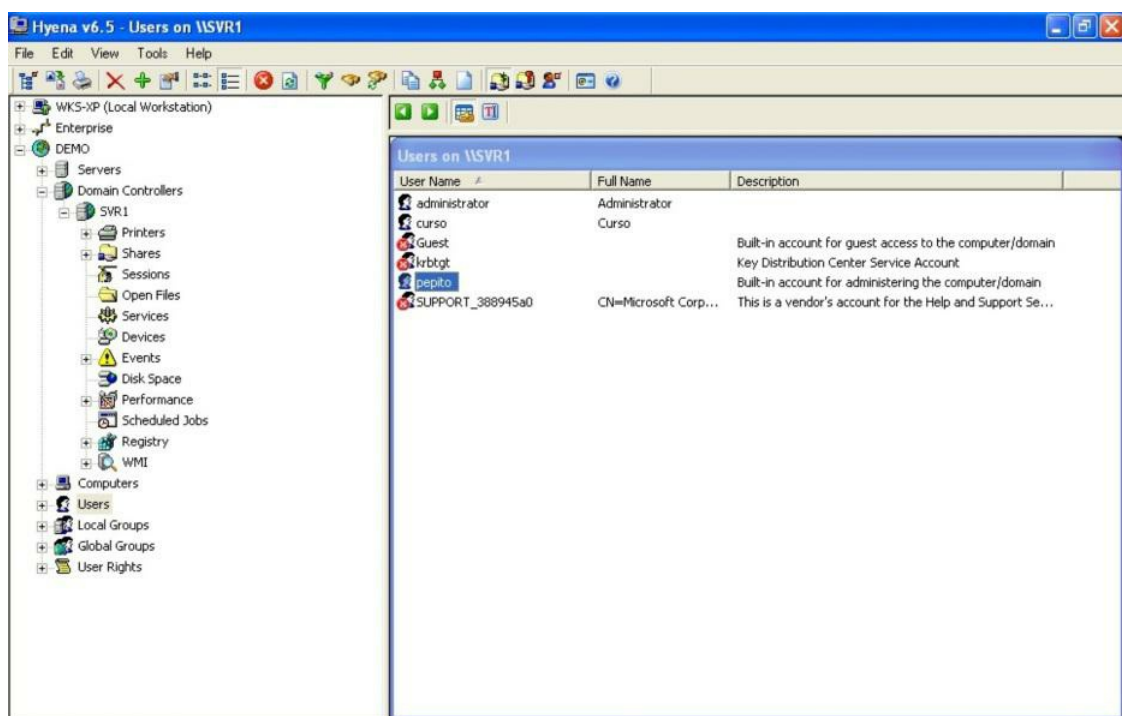 Hyena v6.5 - Users on \\SVR1
File Edit View Tools Help
WKS-XP (Local Workstation)
Enterprise
DEMO
Servers
Domain Controllers
SVR1
Printers
Shares
Sessions
Open Files
Services
Devices
Events
Disk Space
Performance
Scheduled Jobs
Registry
WMI
Computers
Users
Local Groups
Global Groups
User Rights
Users on \\SVR1
User Name Full Name Description
administrator Administrator
curso Curso
Guest Built-in account for guest access to the computer/domain
krbtgt Key Distribution Center Service Account
pepito Built-in account for administering the computer/domain
SUPPORT_388945a0 CN=Microsoft Corp... This is a vendor's account for the Help and Support Se...